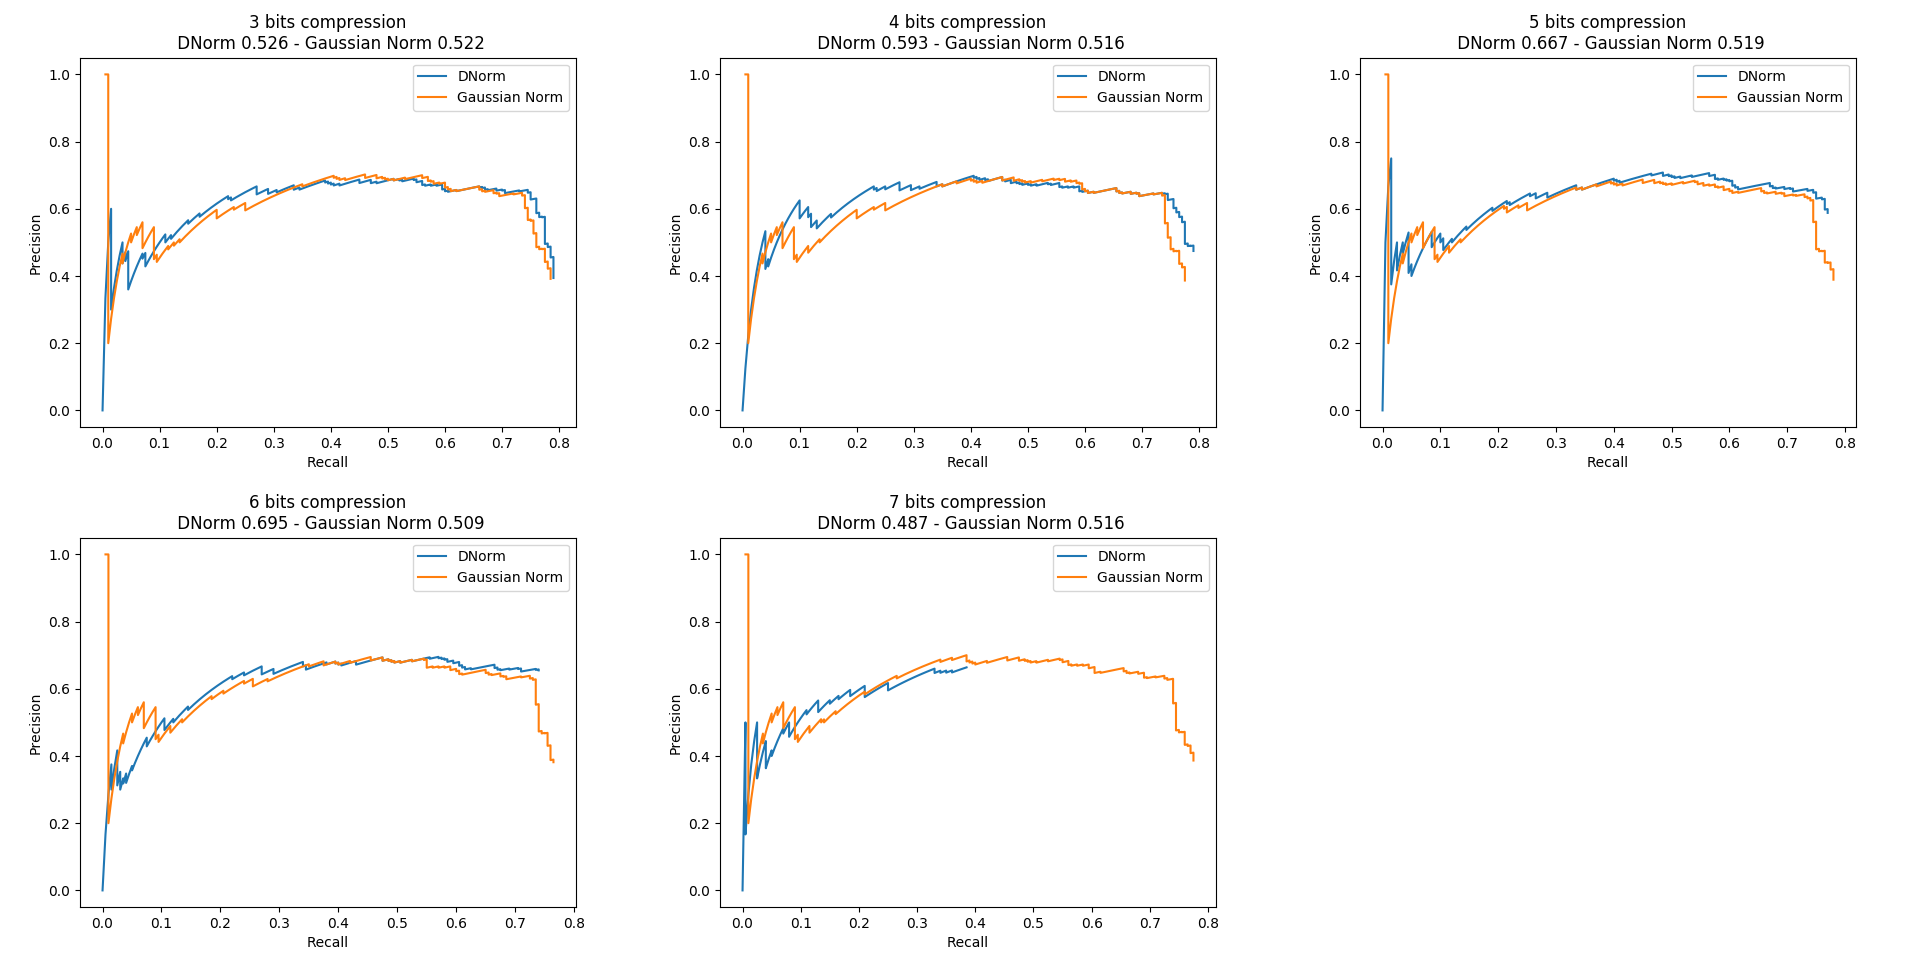 3 bits compression
DNorm 0.526 - Gaussian Norm 0.522
1.0
0.8
0.6
0.4
0.2
0.0
Precision
DNorm
Gaussian Norm
0.0 0.1 0.2 0.3 0.4 0.5 0.6 0.7 0.8
Recall
4 bits compression
DNorm 0.593 - Gaussian Norm 0.516
1.0
0.8
0.6
0.4
0.2
0.0
Precision
DNorm
Gaussian Norm
0.0 0.1 0.2 0.3 0.4 0.5 0.6 0.7 0.8
Recall
5 bits compression
DNorm 0.667 - Gaussian Norm 0.519
1.0
0.8
0.6
0.4
0.2
0.0
Precision
DNorm
Gaussian Norm
0.0 0.1 0.2 0.3 0.4 0.5 0.6 0.7 0.8
Recall
6 bits compression
DNorm 0.695 - Gaussian Norm 0.509
1.0
0.8
0.6
0.4
0.2
0.0
Precision
DNorm
Gaussian Norm
0.0 0.1 0.2 0.3 0.4 0.5 0.6 0.7 0.8
Recall
7 bits compression
DNorm 0.487 - Gaussian Norm 0.516
1.0
0.8
0.6
0.4
0.2
0.0
Precision
DNorm
Gaussian Norm
0.0 0.1 0.2 0.3 0.4 0.5 0.6 0.7 0.8
Recall